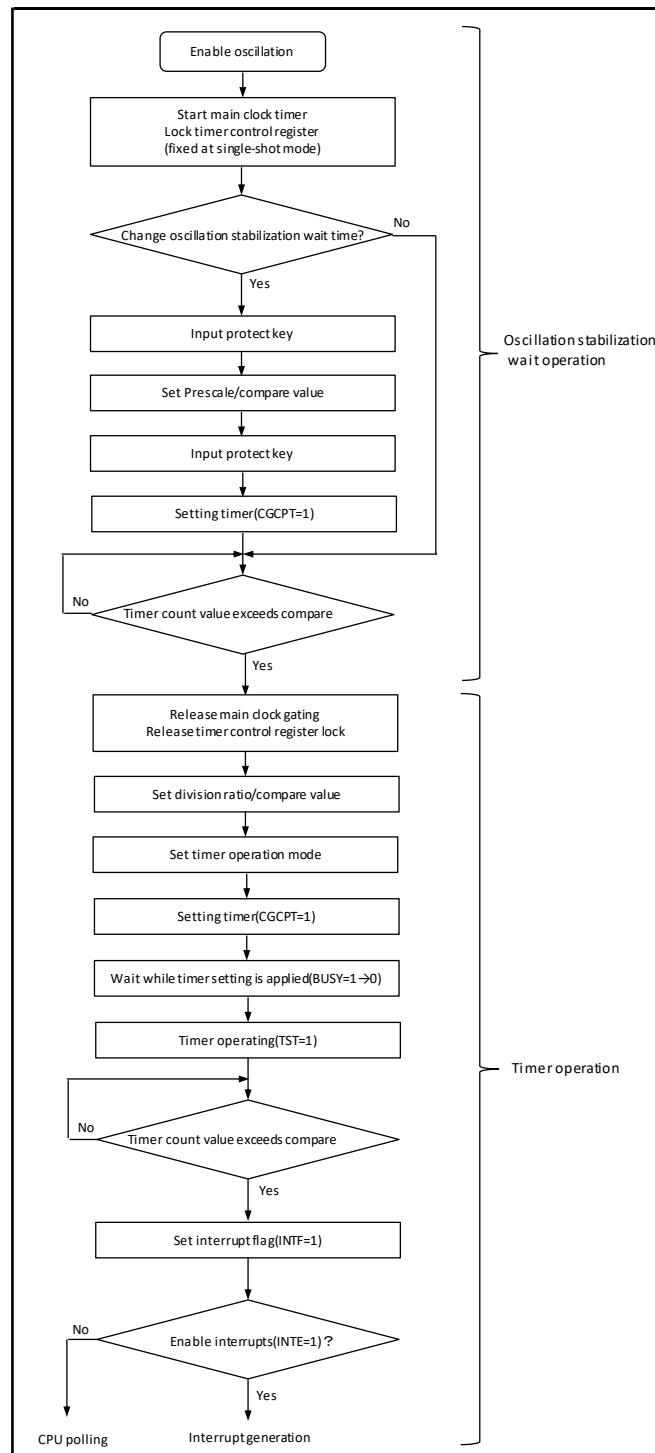 Enable oscillation
Start main clock timer
Lock timer control register
(fixed at single-shot mode)
Change oscillation stabilization wait time?
No
Yes
Input protect key
Set Prescale/compare value
Input protect key
Setting timer(CGCPT=1)
Oscillation stabilization
wait operation
No
Timer count value exceeds compare
Yes
Release main clock gating
Release timer control register lock
Set division ratio/compare value
Set timer operation mode
Setting timer(CGCPT=1)
Wait while timer setting is applied(BUSY=1→0)
Timer operating(TST=1)
Timer operation
No
Timer count value exceeds compare
Yes
Set interrupt flag(INTF=1)
No
Enable interrupts(INTE=1)?
Yes
CPU polling
Interrupt generation